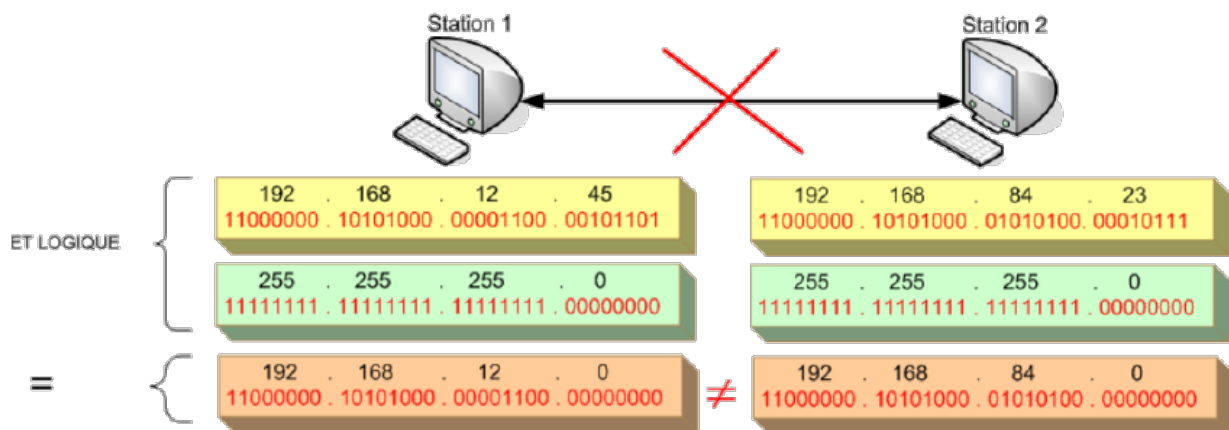 Station 1 Station 2
192 . 168 . 12 . 45 192 . 168 . 84 . 23
11000000 . 10101000 . 00001100 . 00101101 11000000 . 10101000 . 01010100. 00010111
ET LOGIQUE
255 . 255 . 255 . 0 255 . 255 . 255 . 0
11111111 . 11111111 . 11111111 . 00000000 11111111 . 11111111 . 11111111 . 00000000
192 . 168 . 12 . 0 192 . 168 . 84 . 0
= ≠
11000000 . 10101000 . 00001100 . 00000000 11000000 . 10101000 . 01010100 . 00000000